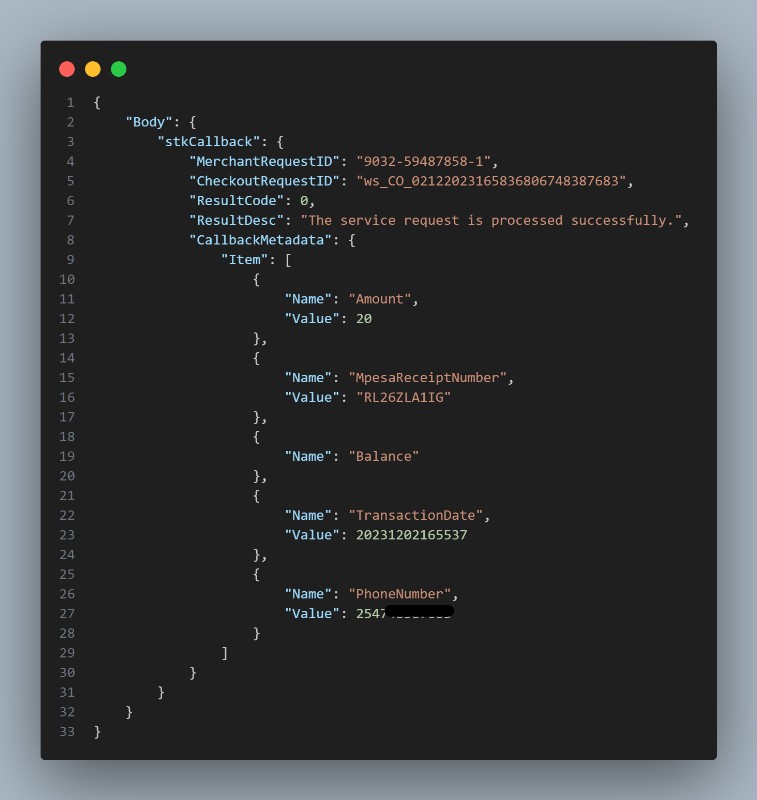 1 {
2 "Body": {
3 "stkCallback": {
4 "MerchantRequestID": "9032-59487858-1",
5 "CheckoutRequestID": "ws_CO_02122023165836806748387683",
6 "ResultCode": 0,
7 "ResultDesc": "The service request is processed successfully.",
8 "CallbackMetadata": {
9 "Item": [
10 {
11 "Name": "Amount",
12 "Value": 20
13 },
14 {
15 "Name": "MpesaReceiptNumber",
16 "Value": "RL26ZLA1IG"
17 },
18 {
19 "Name": "Balance"
20 },
21 {
22 "Name": "TransactionDate",
23 "Value": 20231202165537
24 },
25 {
26 "Name": "PhoneNumber",
27 "Value": 2547
28 }
29 ]
30 }
31 }
32 }
33 }